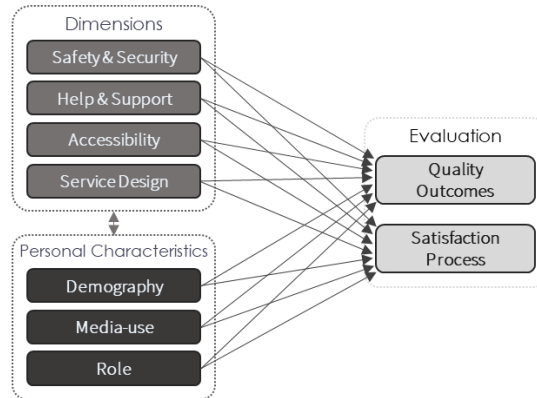 Dimensions
Safety & Security
Help & Support
Accessibility
Service Design
Personal Characteristics
Demography
Media-use
Role
Evaluation
Quality
Outcomes
Satisfaction
Process